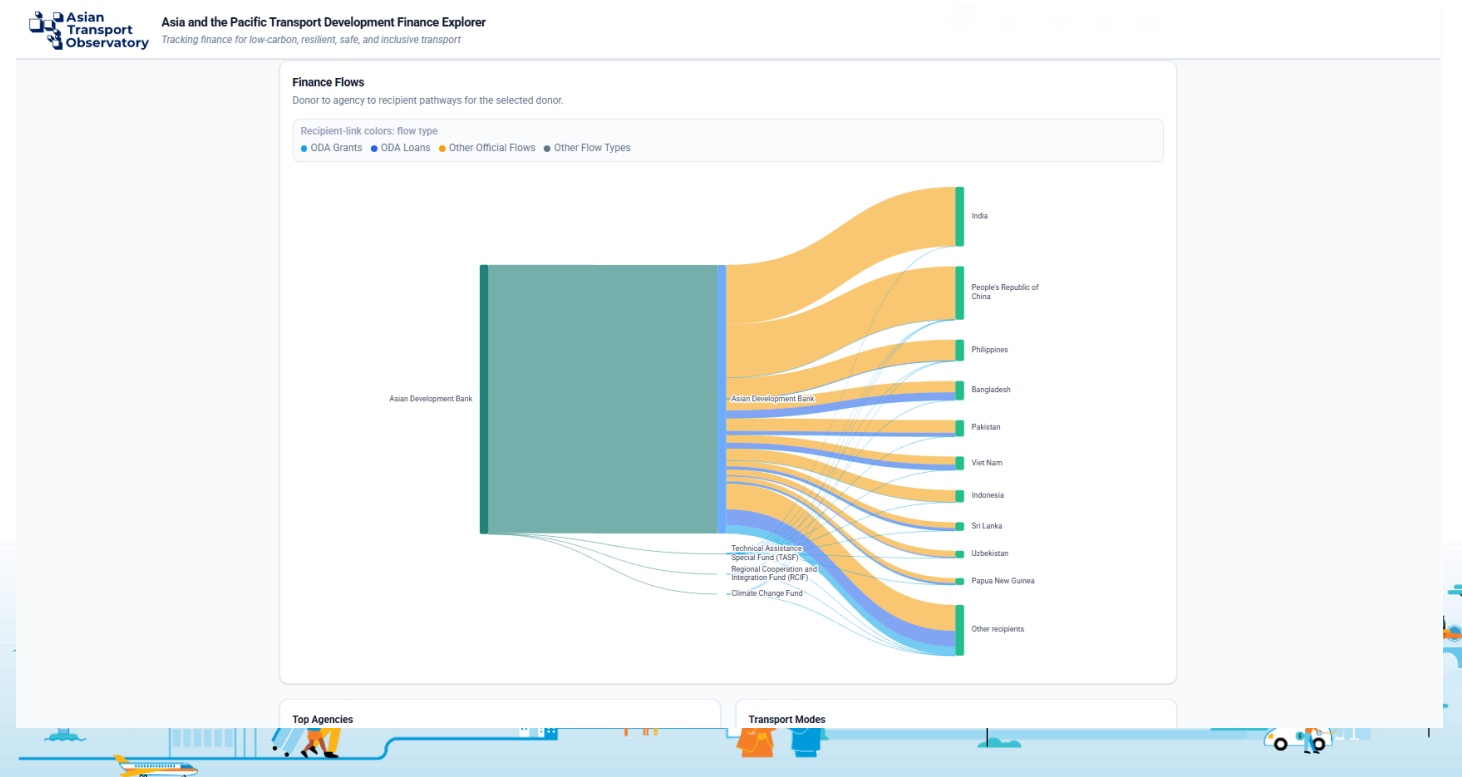 Asian
Transport
Observatory
Asia and the Pacific Transport Development Finance Explorer
Tracking finance for low-carbon, resilient, safe, and inclusive transport
Finance Flows
Donor to agency to recipient pathways for the selected donor.
Recipient-link colors: flow type
ODA Grants
ODA Loans
Other Official Flows
Other Flow Types
Asian Development Bank
Asian Development Bank
Technical Assistance
Special Fund (TASF)
Regional Cooperation and
Integration Fund (RCIF)
Climate Change Fund
India
People's Republic of
China
Philippines
Bangladesh
Pakistan
Viet Nam
Indonesia
Sri Lanka
Uzbekistan
Papua New Guinea
Other recipients
Top Agencies
Transport Modes